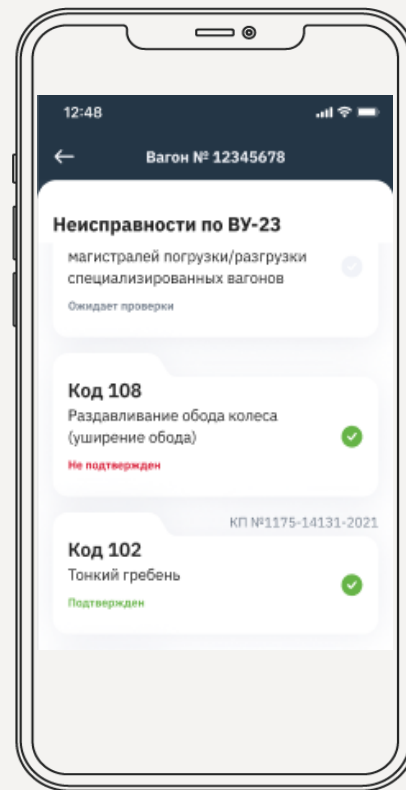 12:48
Вагон № 12345678
Неисправности по ВУ-23
магистралей погрузки/разгрузки
специализированных вагонов
Ожидает проверки
Код 108
Раздавливание обода колеса
(уширение обода)
Не подтвержден
КП №1175-14131-2021
Код 102
Тонкий гребень
Подтвержден